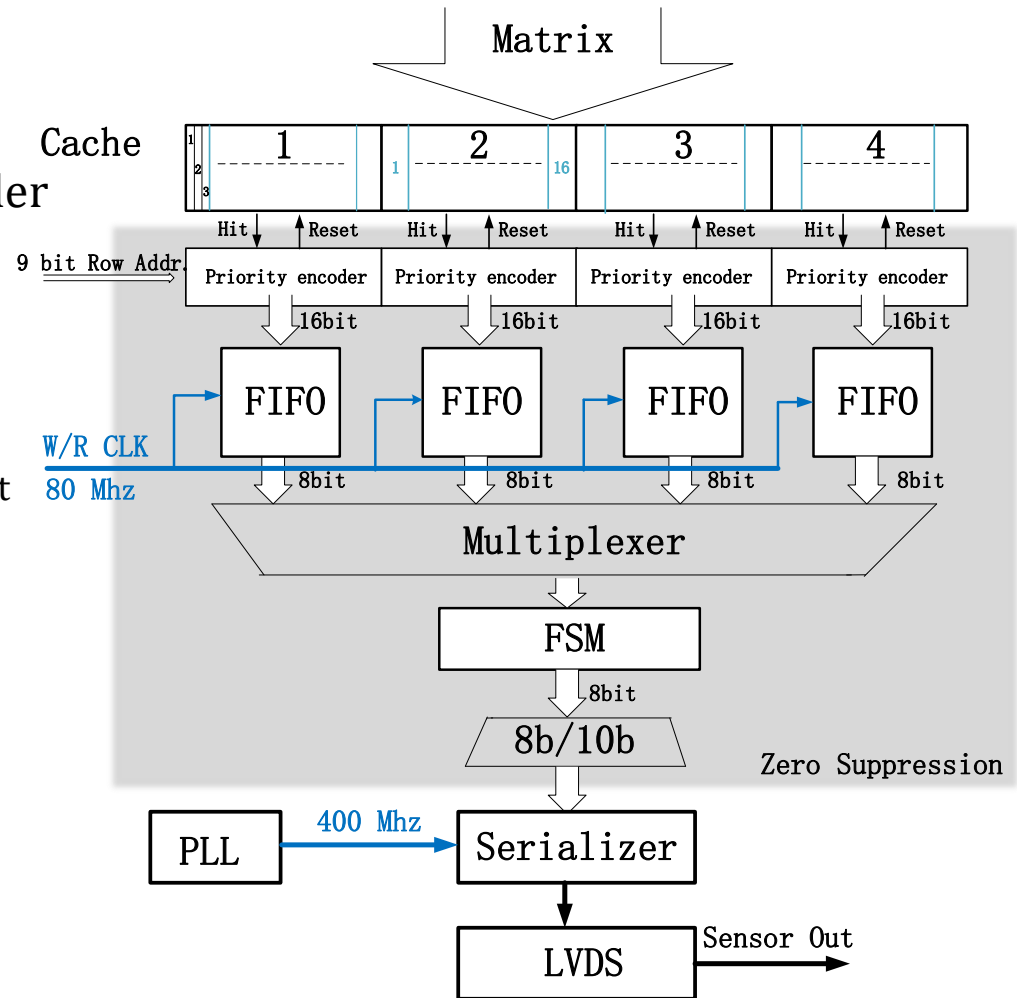 Matrix
Cache
1 2 3 4
1
2
3
1 16
ler
Hit Reset Hit Reset Hit Reset Hit Reset
9 bit Row Addr.
Priority encoder Priority encoder Priority encoder Priority encoder
16bit 16bit 16bit 16bit
FIFO FIFO FIFO FIFO
W/R CLK
t 80 Mhz
8bit 8bit 8bit 8bit
Multiplexer
FSM
8bit
8b/10b
Zero Suppression
400 Mhz
PLL
Serializer
LVDS
Sensor Out